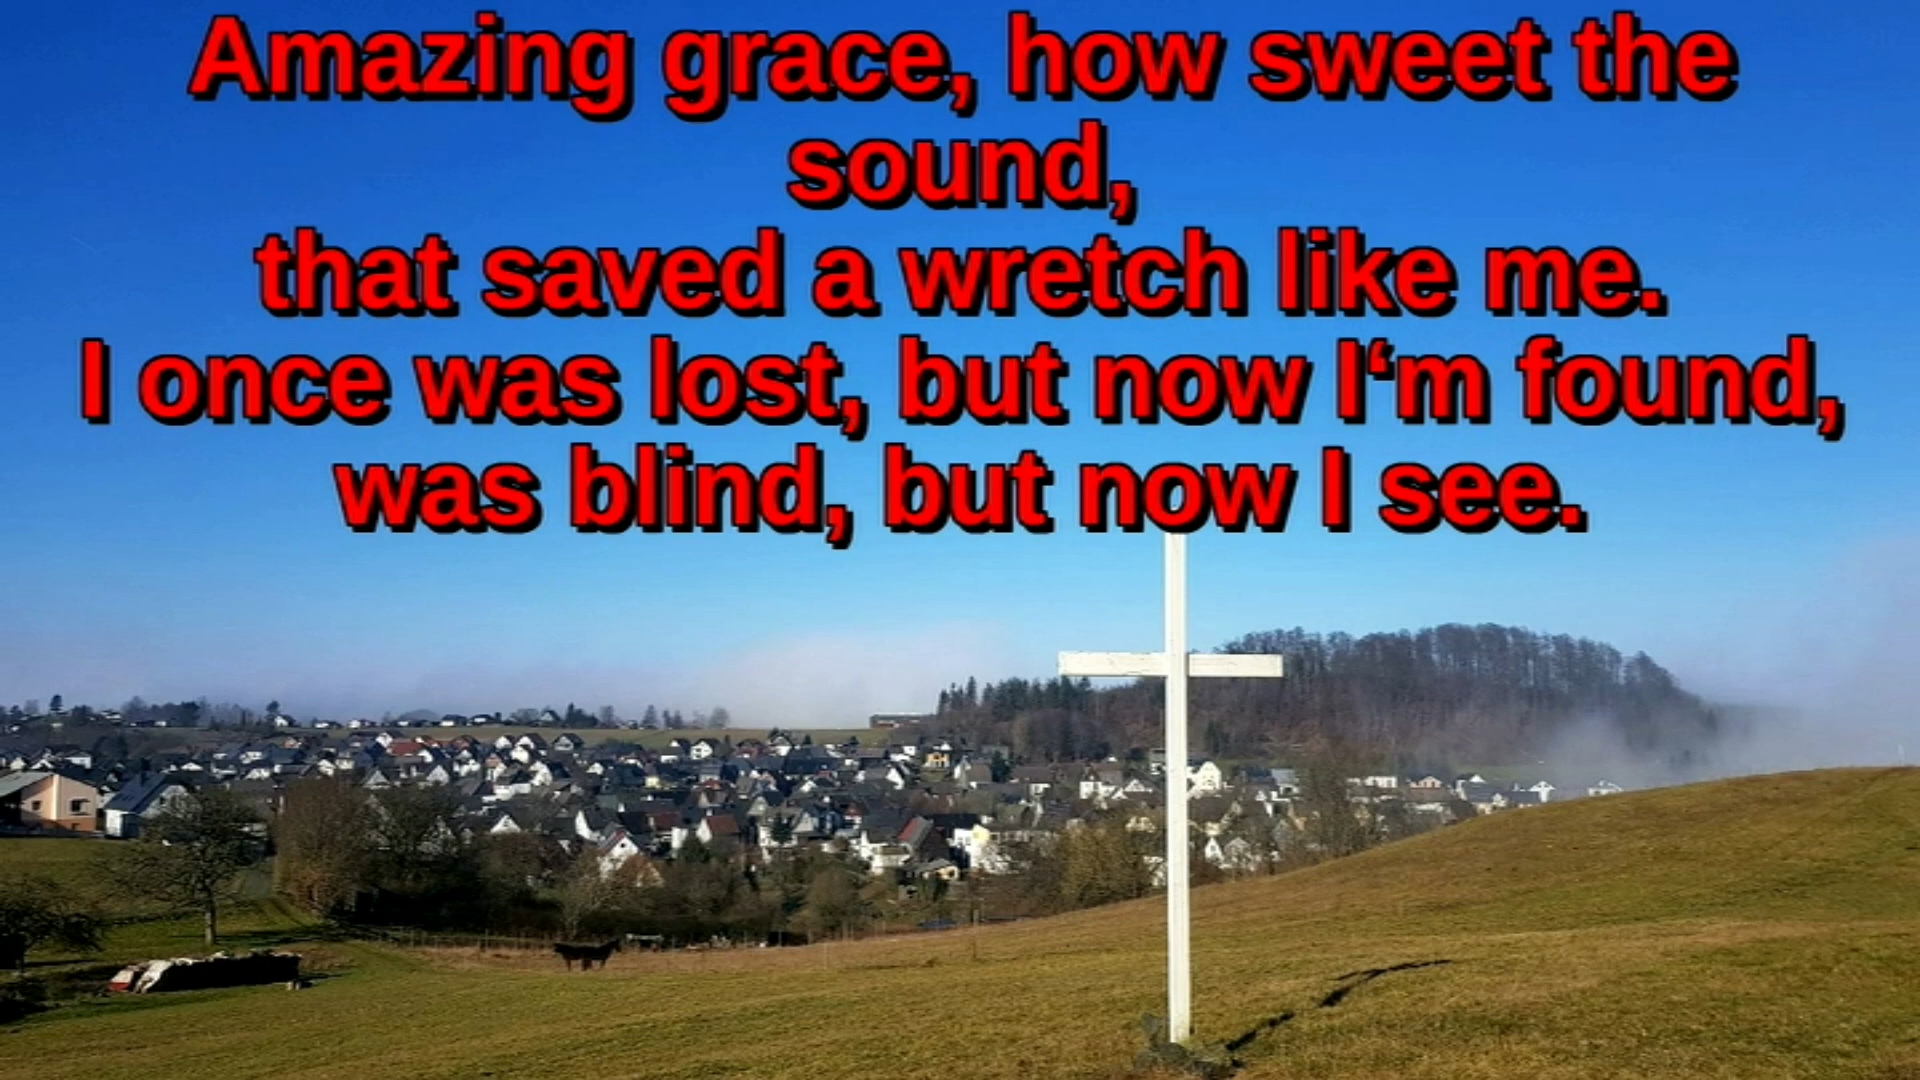 Amazing grace, how sweet the
sound,
that saved a wretch like me.
I once was lost, but now I‘m found,
was blind, but now I see.